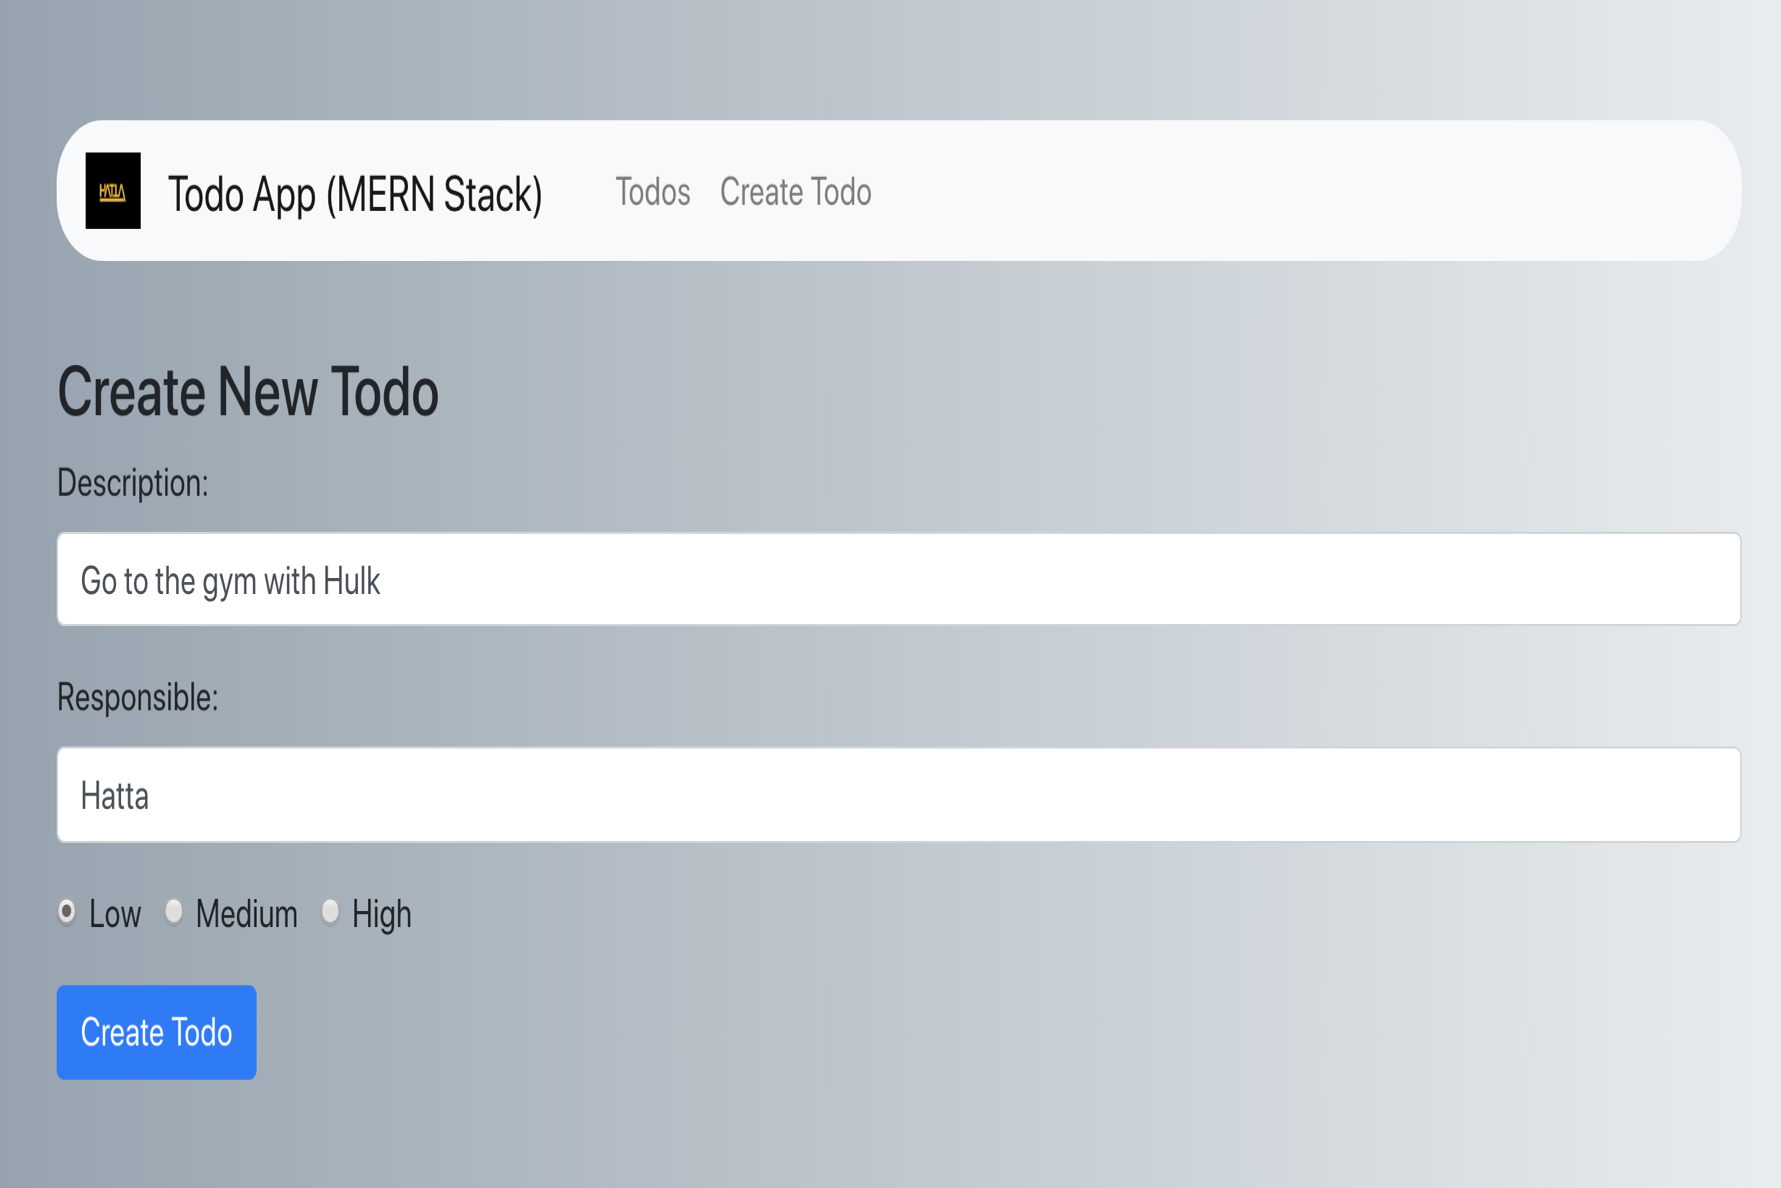 HATTA
Todo App (MERN Stack)
Todos
Create Todo
Create New Todo
Description:
Go to the gym with Hulk
Responsible:
Hatta
Low
Medium
High
Create Todo